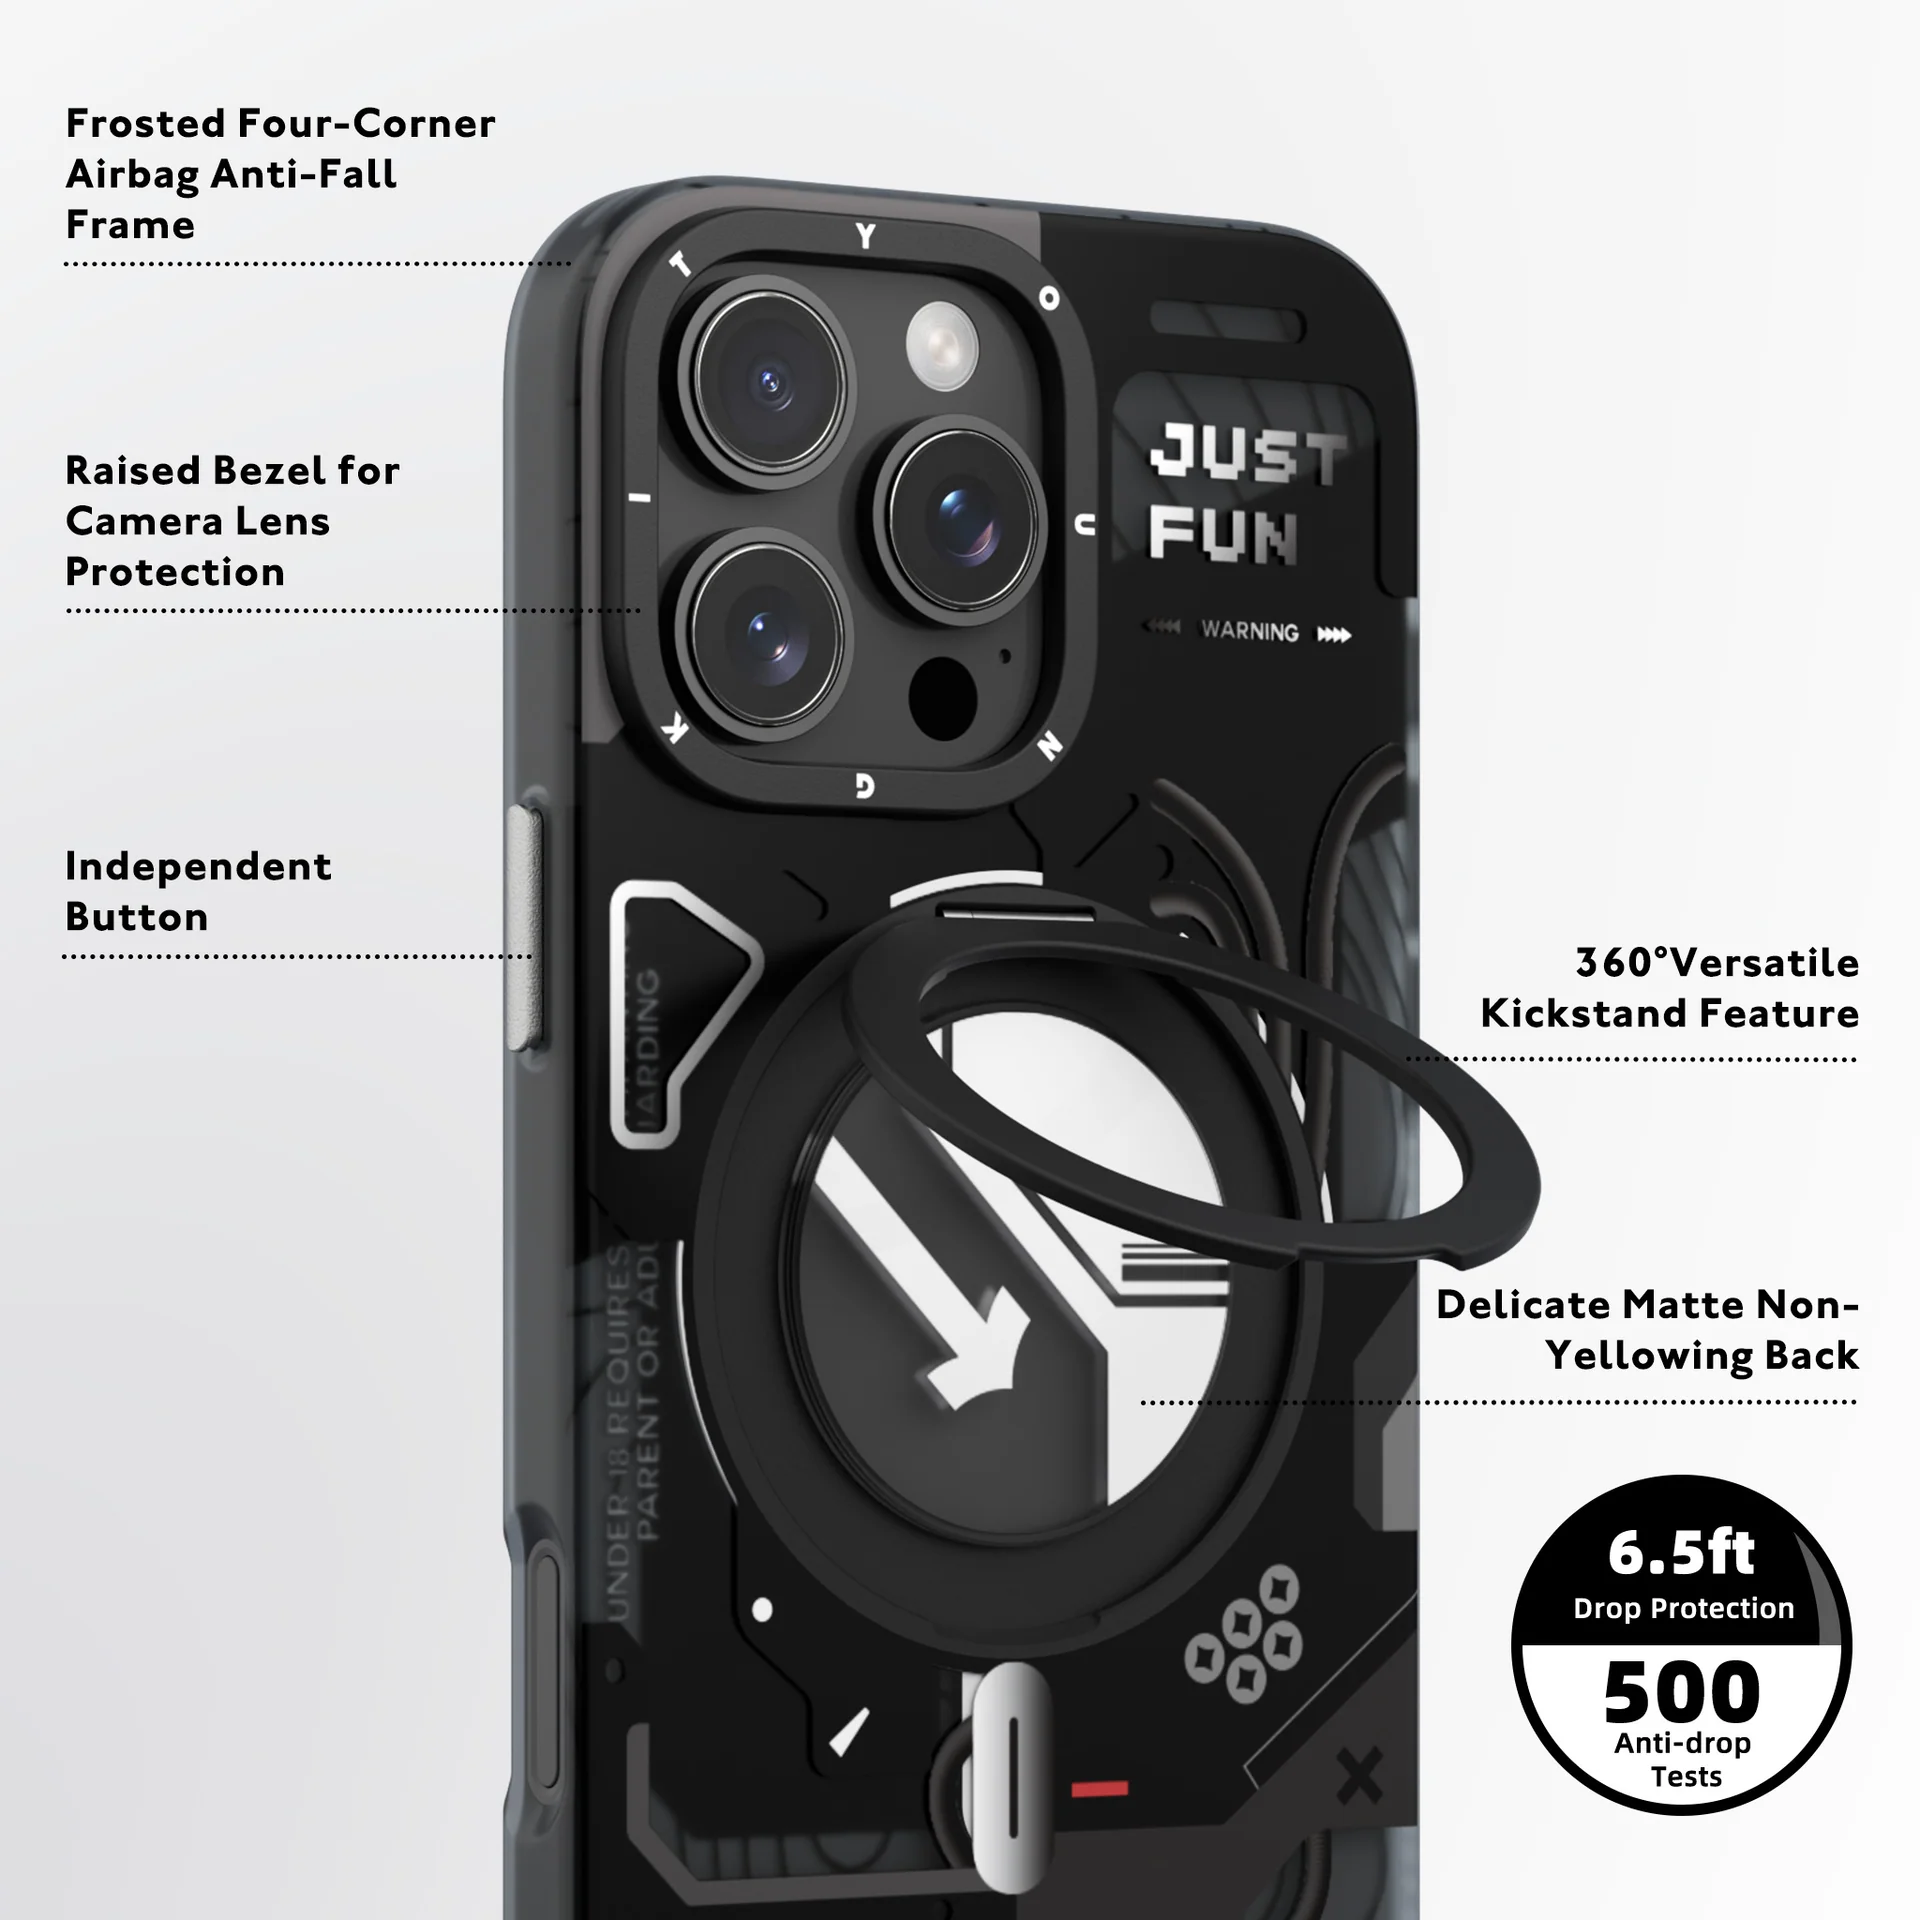 Frosted Four-Corner
Airbag Anti-Fall
Frame
Raised Bezel for
Camera Lens
Protection
Independent
Button
T Y O U N G K I
JUST
FUN
WARNING
ARDING
UNDER 18 REQUIRES
PARENT OR ADU
360°Versatile
Kickstand Feature
Delicate Matte Non-
Yellowing Back
6.5ft
Drop Protection
500
Anti-drop
Tests